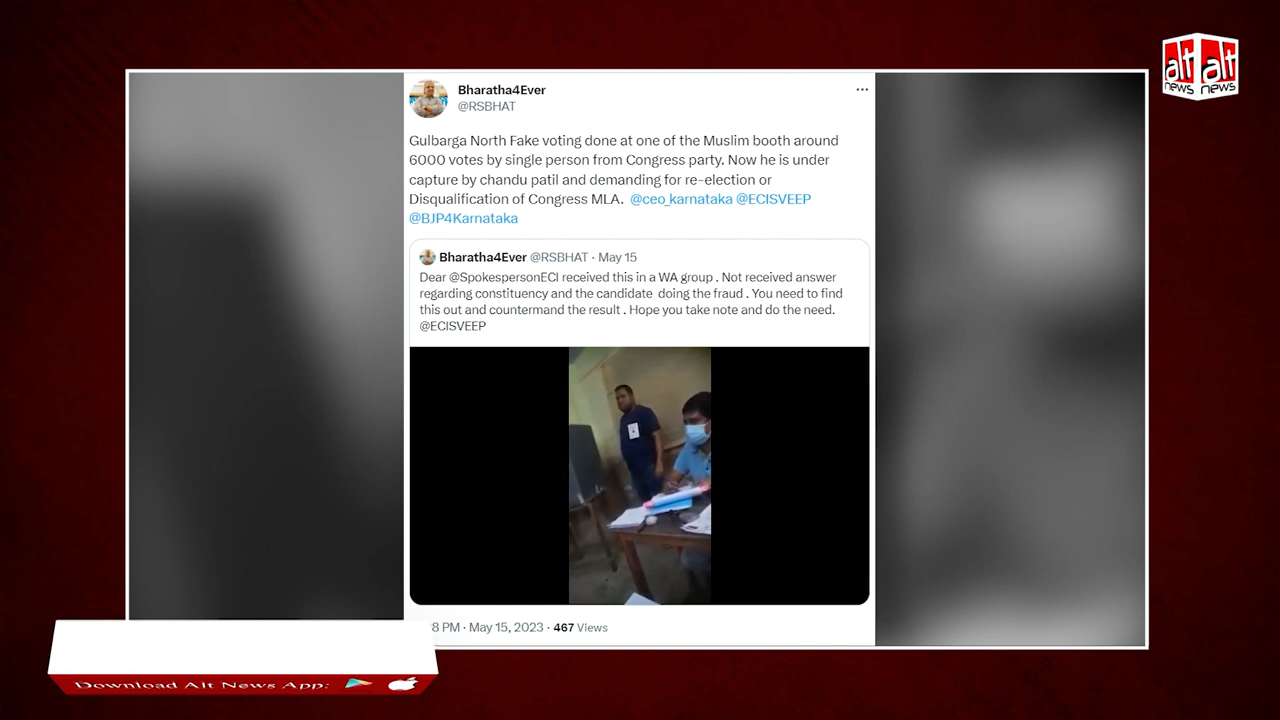 alt alt
news news
Bharatha4Ever
@RSBHAT
Gulbarga North Fake voting done at one of the Muslim booth around
6000 votes by single person from Congress party. Now he is under
capture by chandu patil and demanding for re-election or
Disqualification of Congress MLA. @ceo_karnataka @ECISVEEP
@BJP4Karnataka
Bharatha4Ever @RSBHAT · May 15
Dear @SpokespersonECI received this in a WA group . Not received answer
regarding constituency and the candidate doing the fraud . You need to find
this out and countermand the result . Hope you take note and do the need.
@ECISVEEP
8 PM · May 15, 2023 · 467 Views
Download Alt News App: